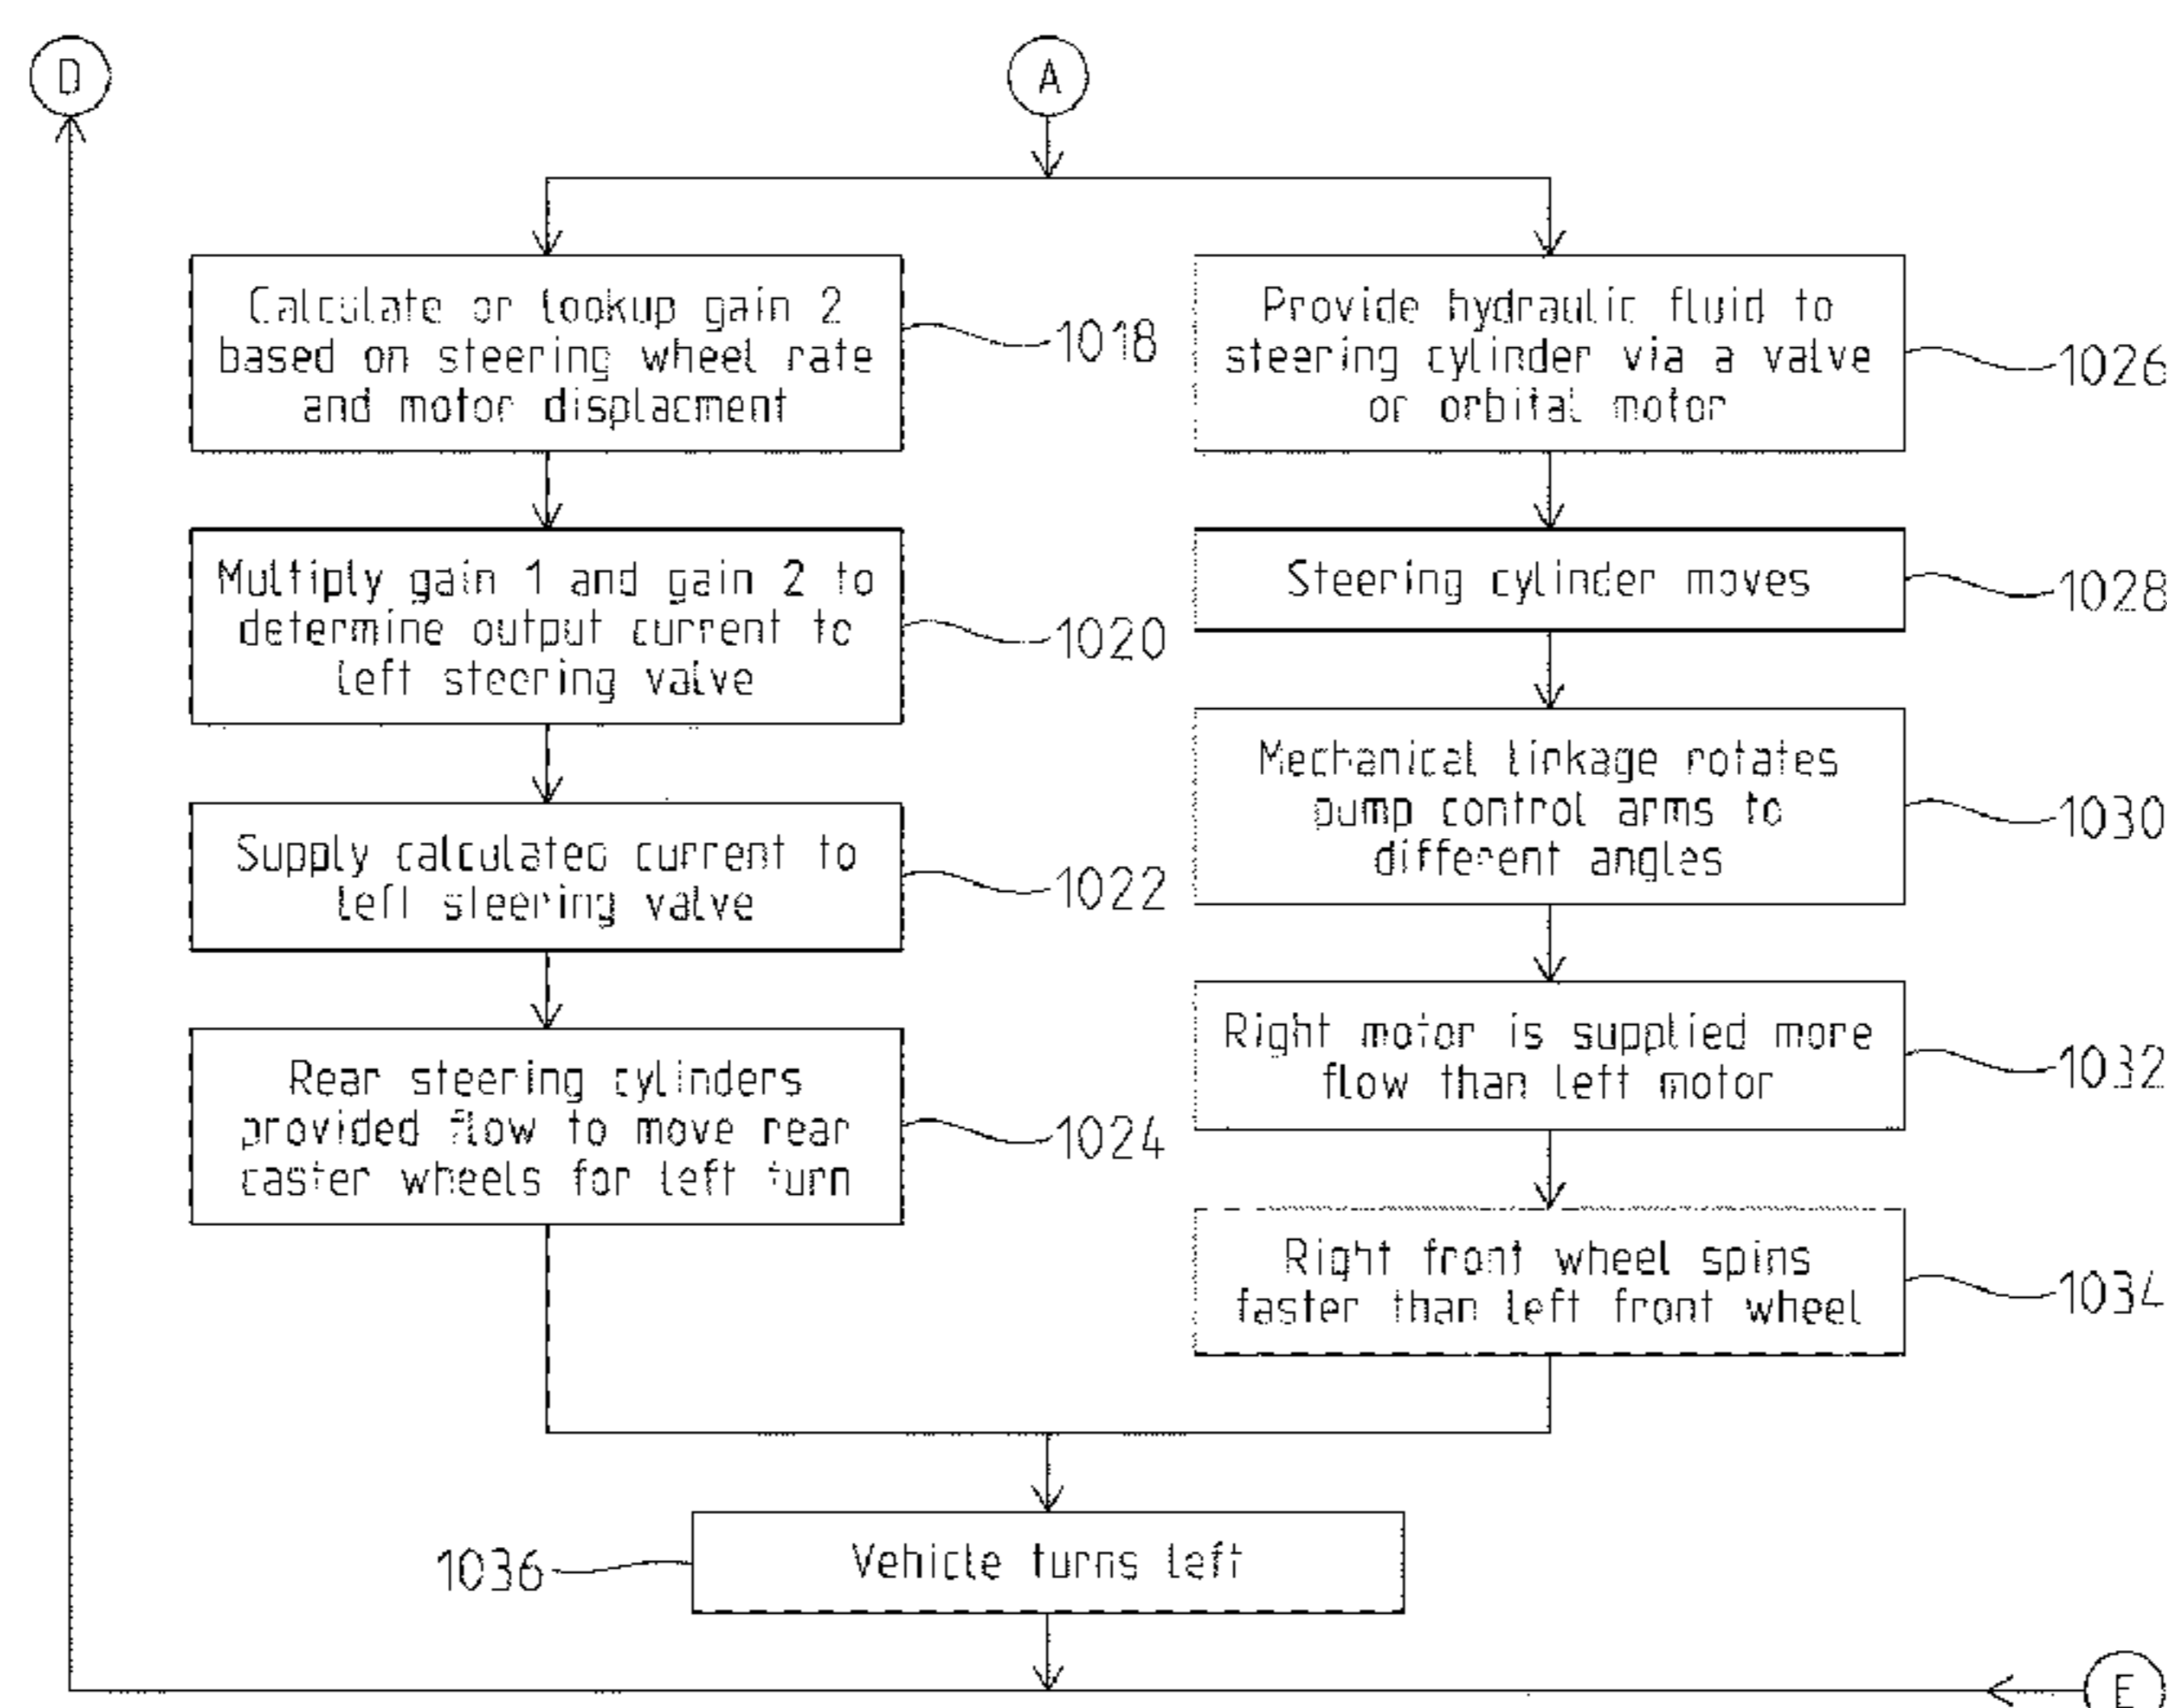 D
A
Calculate or lookup gain 2
based on steering wheel rate
and motor displacment
1018
Multiply gain 1 and gain 2 to
determine output current to
left steering valve
1020
Supply calculated current to
left steering valve
1022
Rear steering cylinders
provided flow to move rear
caster wheels for left turn
1024
Provide hydraulic fluid to
steering cylinder via a valve
or orbital motor
1026
Steering cylinder moves
1028
Mechanical linkage rotates
pump control arms to
different angles
1030
Right motor is supplied more
flow than left motor
1032
Right front wheel spins
faster than left front wheel
1034
1036
Vehicle turns left
E